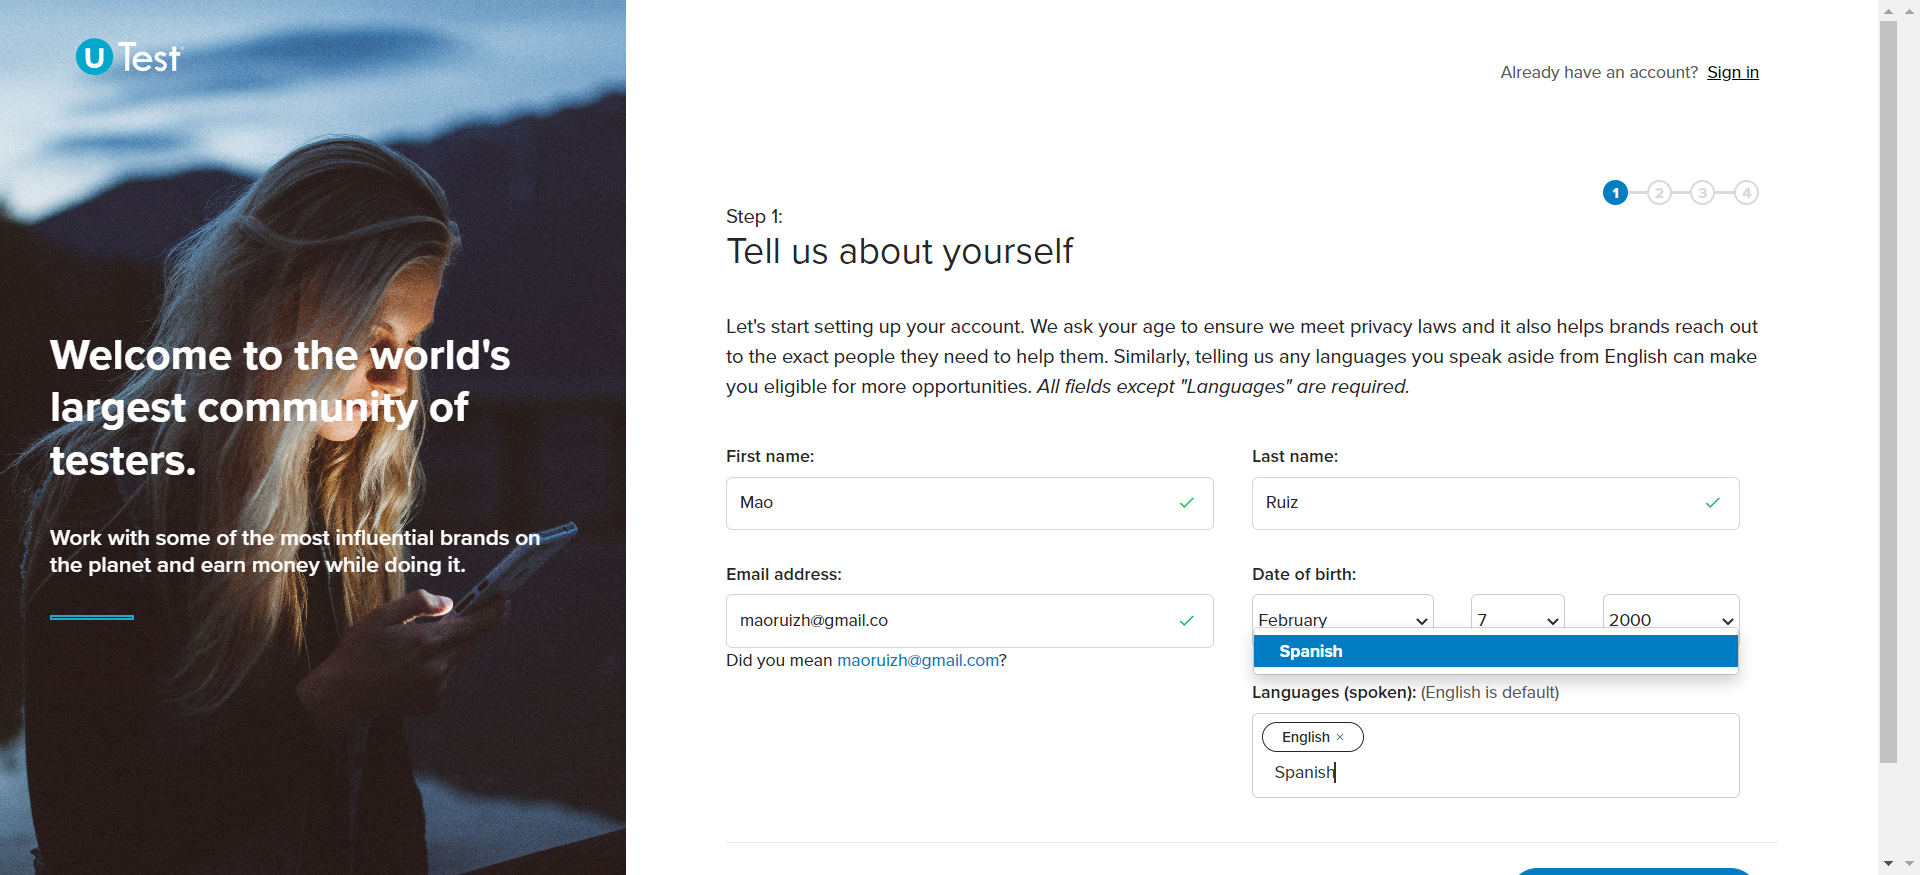 U Test
Welcome to the world's
largest community of
testers.
Work with some of the most influential brands on
the planet and earn money while doing it.
Already have an account? Sign in
1 2 3 4
Step 1:
Tell us about yourself
Let's start setting up your account. We ask your age to ensure we meet privacy laws and it also helps brands reach out
to the exact people they need to help them. Similarly, telling us any languages you speak aside from English can make
you eligible for more opportunities. All fields except "Languages" are required.
First name:
Mao
Last name:
Ruiz
Email address:
maoruizh@gmail.co
Did you mean maoruizh@gmail.com?
Date of birth:
February 7 2000
Spanish
Languages (spoken): (English is default)
English ×
Spanish